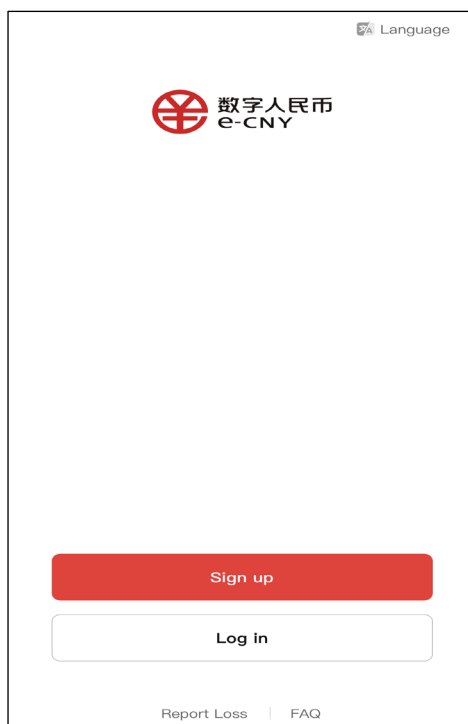 Language
数字人民币
e-CNY
Sign up
Log in
Report Loss | FAQ